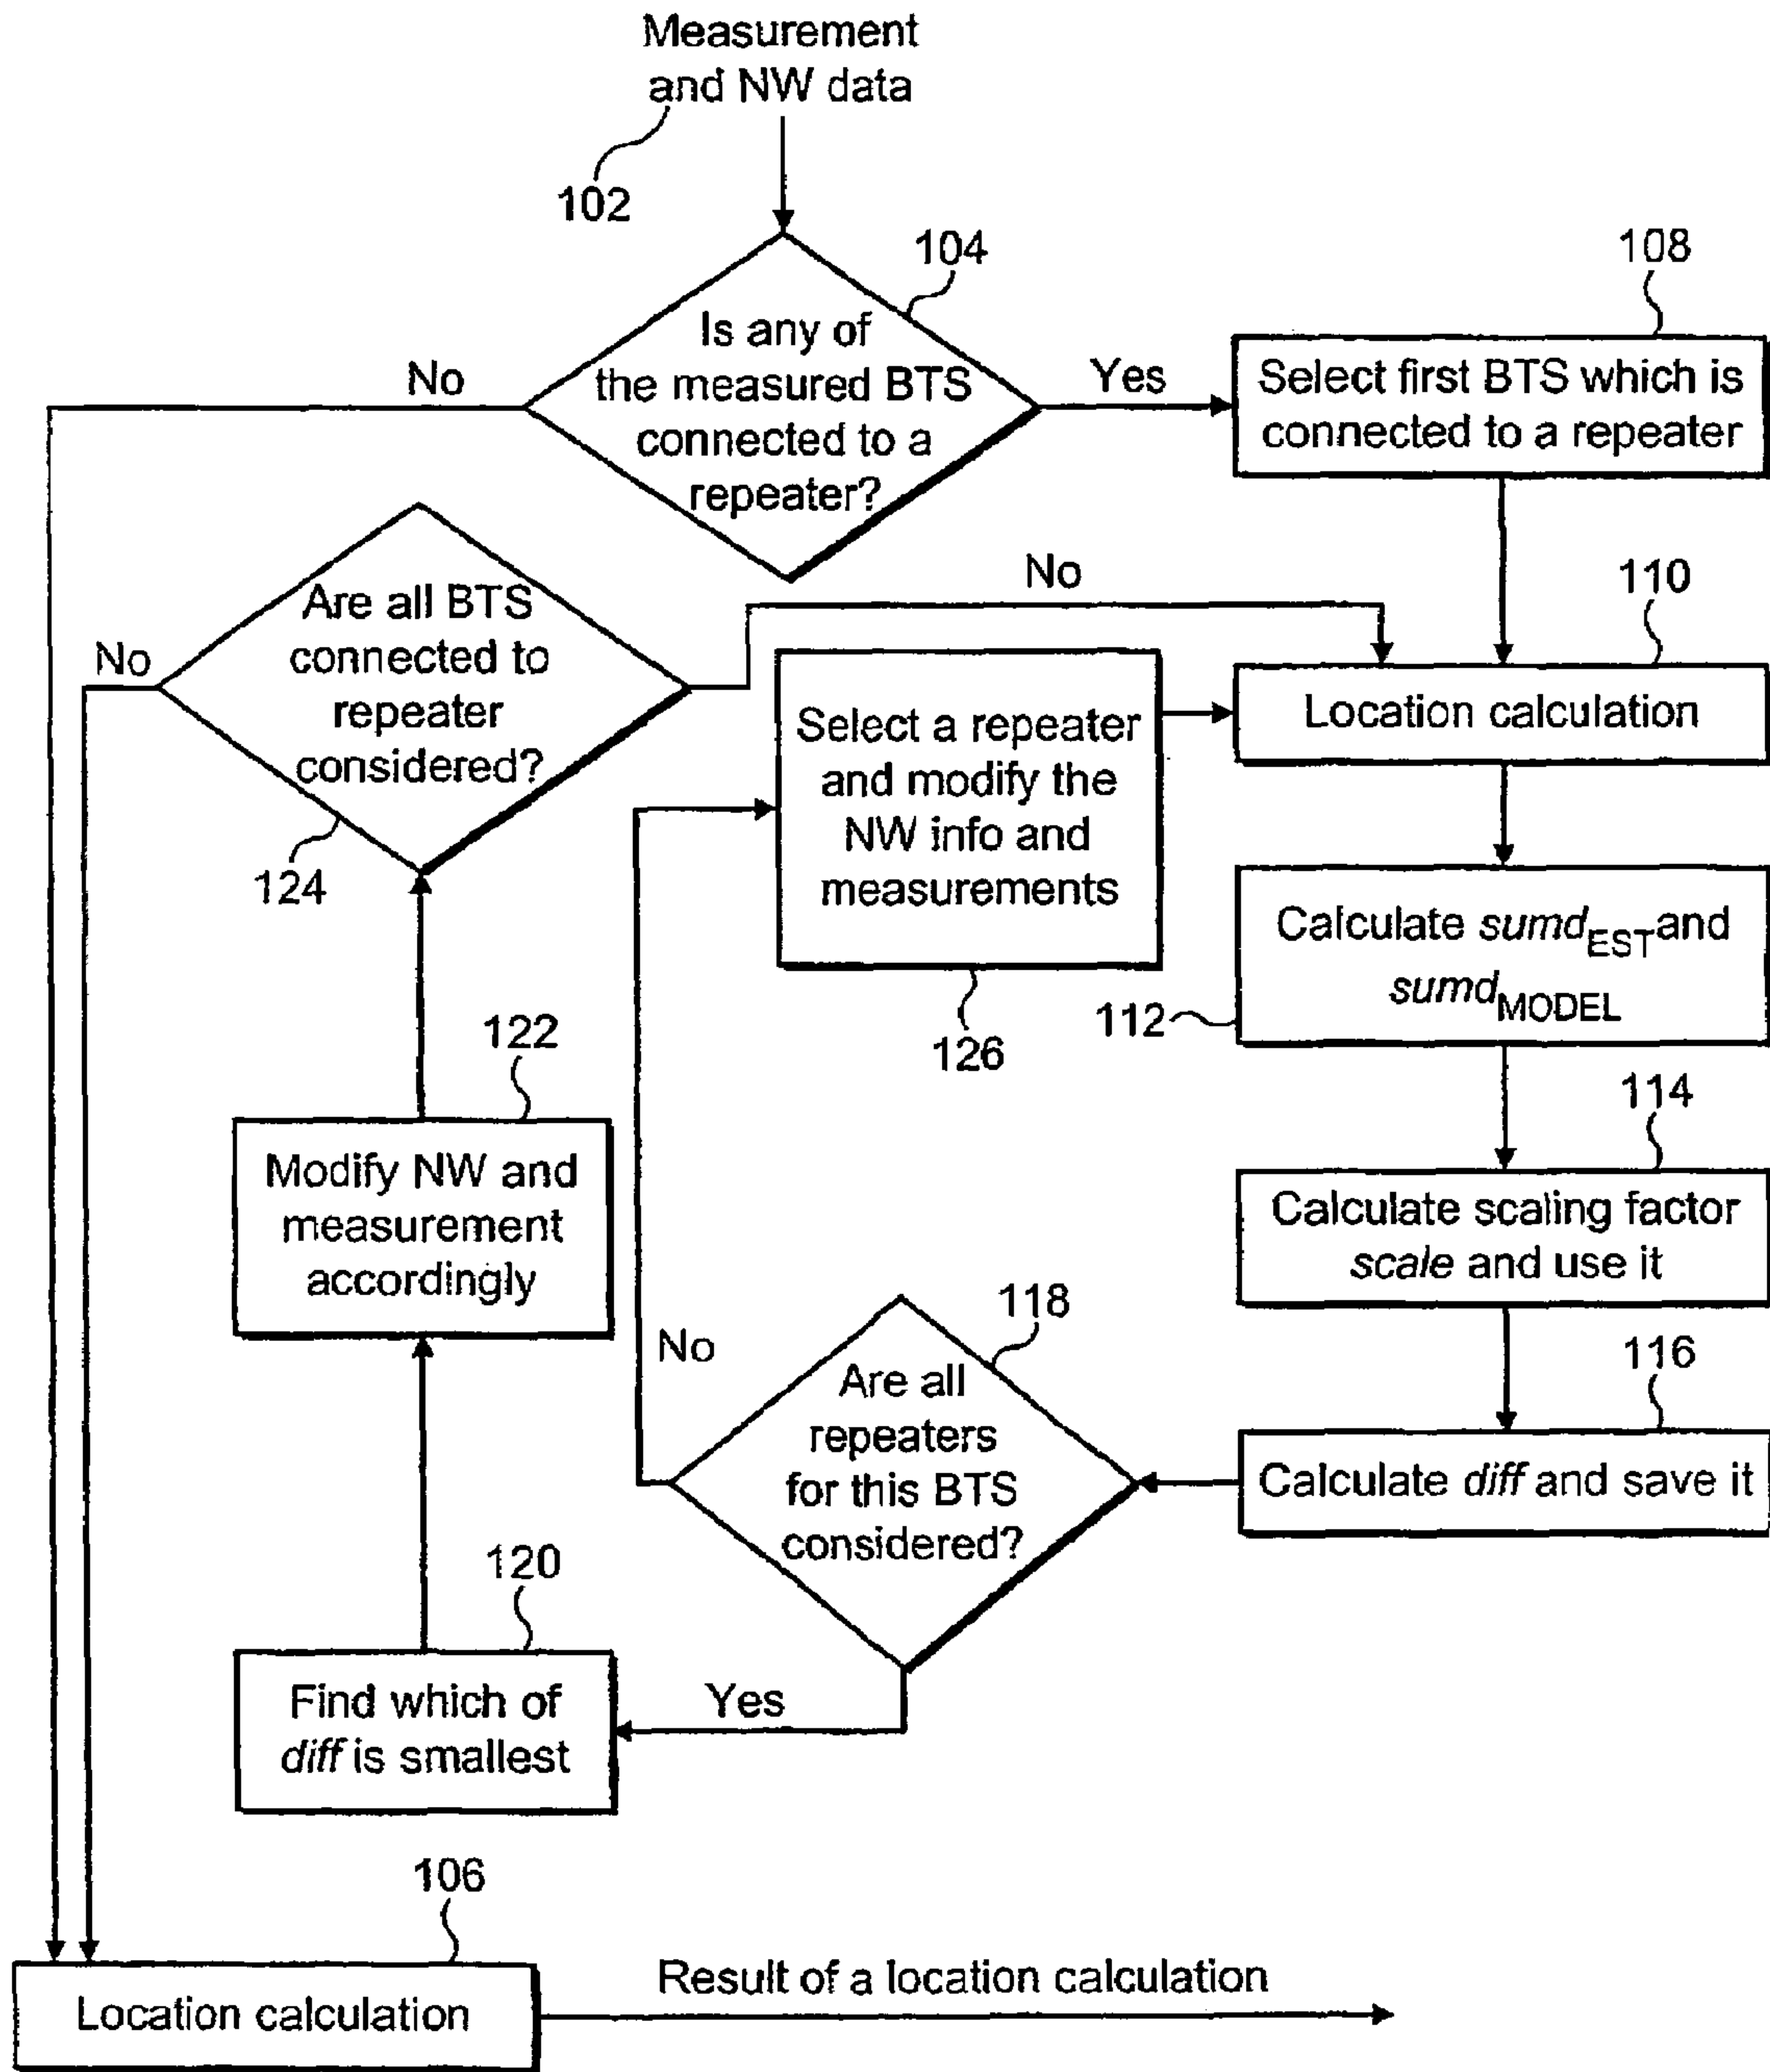 Measurement
and NW data
102
104
Is any of
the measured BTS
connected to a
repeater?
No
Yes
108
Select first BTS which is
connected to a repeater
Are all BTS
connected to
repeater
considered?
No
No
124
110
Location calculation
Select a repeater
and modify the
NW info and
measurements
126
Calculate sumdEST and
sumdMODEL
112
122
Modify NW and
measurement
accordingly
114
Calculate scaling factor
scale and use it
118
Are all
repeaters
for this BTS
considered?
No
Yes
116
Calculate diff and save it
120
Find which of
diff is smallest
106
Location calculation
Result of a location calculation